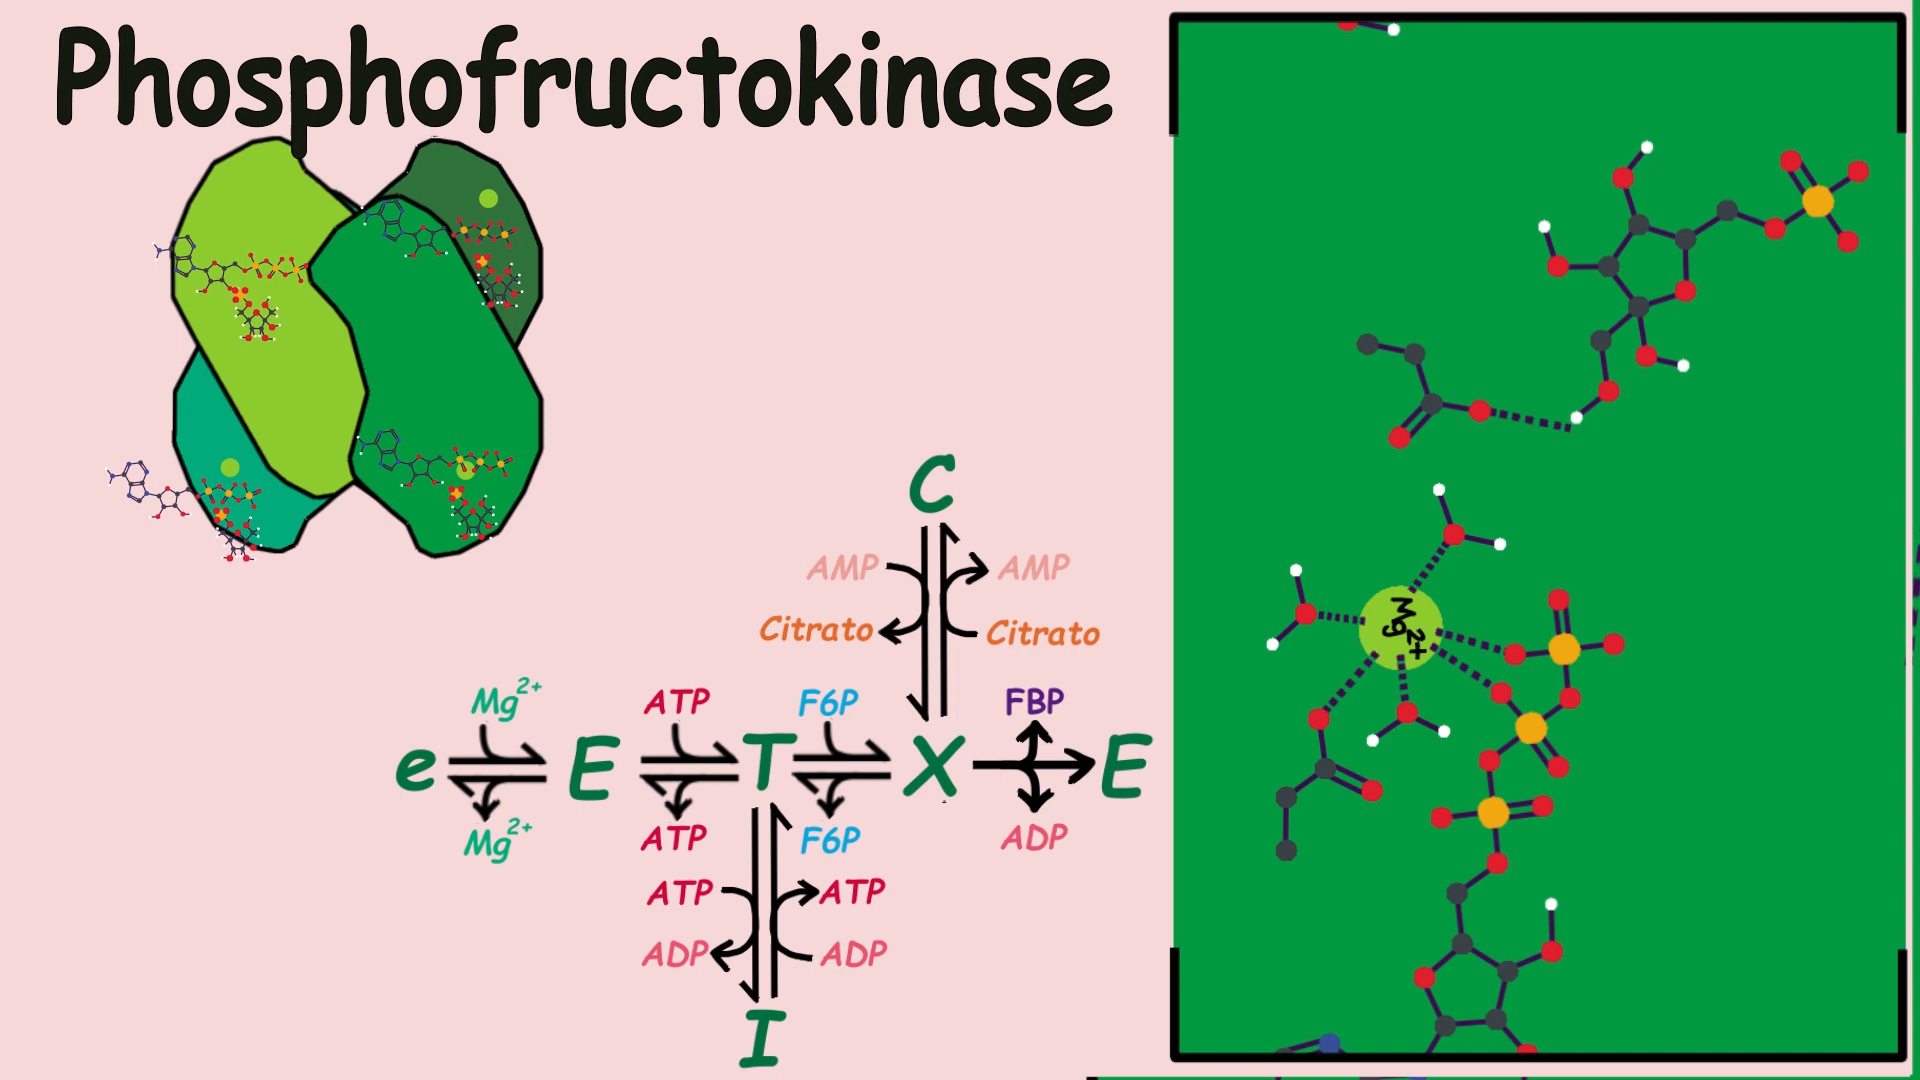 Phosphofructokinase
C
AMP AMP
Citrato Citrato
Mg2+ ATP F6P FBP
e E T X E
Mg2+ ATP F6P ADP
ATP ATP
ADP ADP
I
Mg2+